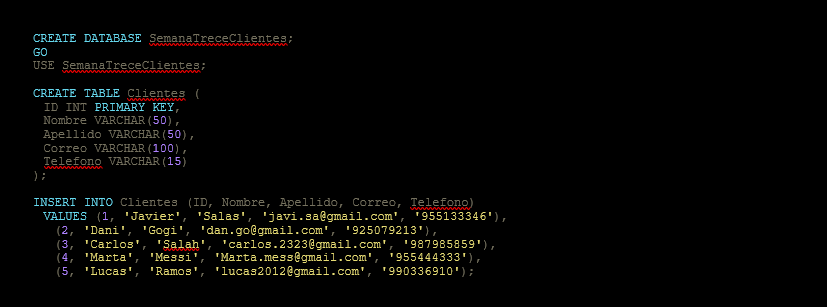 CREATE DATABASE SemanaTreceClientes;
GO
USE SemanaTreceClientes;
CREATE TABLE Clientes (
ID INT PRIMARY KEY,
Nombre VARCHAR(50),
Apellido VARCHAR(50),
Correo VARCHAR(100),
Telefono VARCHAR(15)
);
INSERT INTO Clientes (ID, Nombre, Apellido, Correo, Telefono)
VALUES (1, 'Javier', 'Salas', 'javi.sa@gmail.com', '955133346'),
(2, 'Dani', 'Gogi', 'dan.go@gmail.com', '925079213'),
(3, 'Carlos', 'Salah', 'carlos.2323@gmail.com', '987985859'),
(4, 'Marta', 'Messi', 'Marta.mess@gmail.com', '955444333'),
(5, 'Lucas', 'Ramos', 'lucas2012@gmail.com', '990336910');